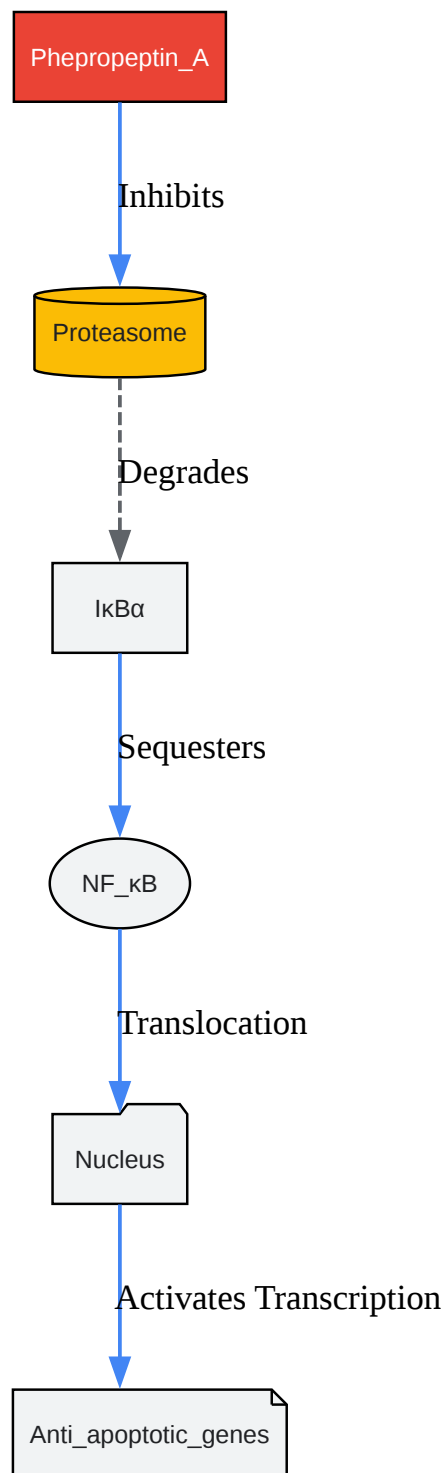 Phepropeptin_A
Inhibits
Proteasome
Degrades
IκBα
Sequesters
NF_κB
Translocation
Nucleus
Activates Transcription
Anti_apoptotic_genes